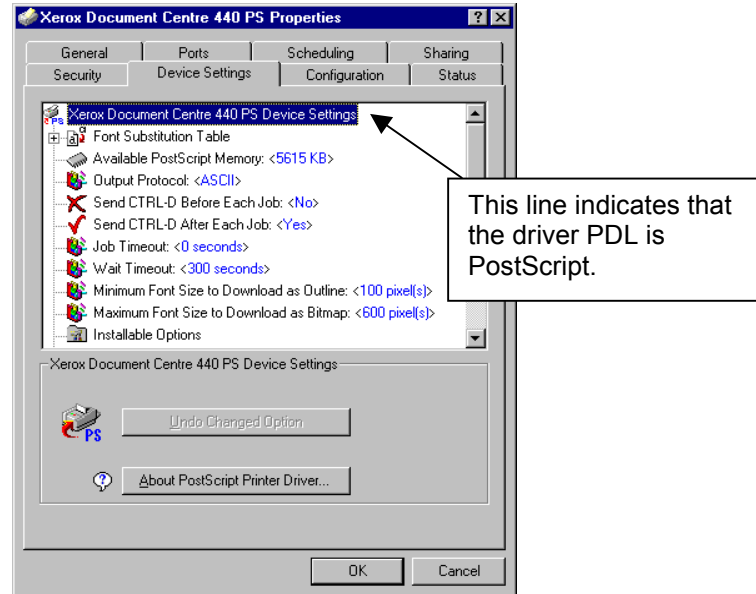 Xerox Document Centre 440 PS Properties
General Ports Scheduling Sharing
Security Device Settings Configuration Status
Xerox Document Centre 440 PS Device Settings
Font Substitution Table
Available PostScript Memory: <5615 KB>
Output Protocol: <ASCII>
Send CTRL-D Before Each Job: <No>
Send CTRL-D After Each Job: <Yes>
Job Timeout: <0 seconds>
Wait Timeout: <300 seconds>
Minimum Font Size to Download as Outline: <100 pixel(s)>
Maximum Font Size to Download as Bitmap: <600 pixel(s)>
Installable Options
This line indicates that
the driver PDL is
PostScript.
Xerox Document Centre 440 PS Device Settings
PS
Undo Changed Option
About PostScript Printer Driver...
OK Cancel